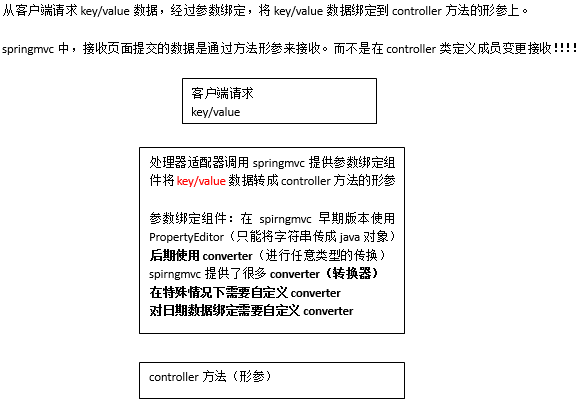 从客户端请求 key/value 数据，经过参数绑定，将 key/value 数据绑定到 controller 方法的形参上。
springmvc 中，接收页面提交的数据是通过方法形参来接收。而不是在 controller 类定义成员变更接收！！！！
客户端请求
key/value
处理器适配器调用 springmvc 提供参数绑定组
件将 key/value 数据转成 controller 方法的形参
参数绑定组件：在 spirngmvc 早期版本使用
PropertyEditor（只能将字符串传成 java 对象）
后期使用 converter（进行任意类型的传换）
spirngmvc 提供了很多 converter（转换器）
在特殊情况下需要自定义 converter
对日期数据绑定需要自定义 converter
controller 方法（形参）